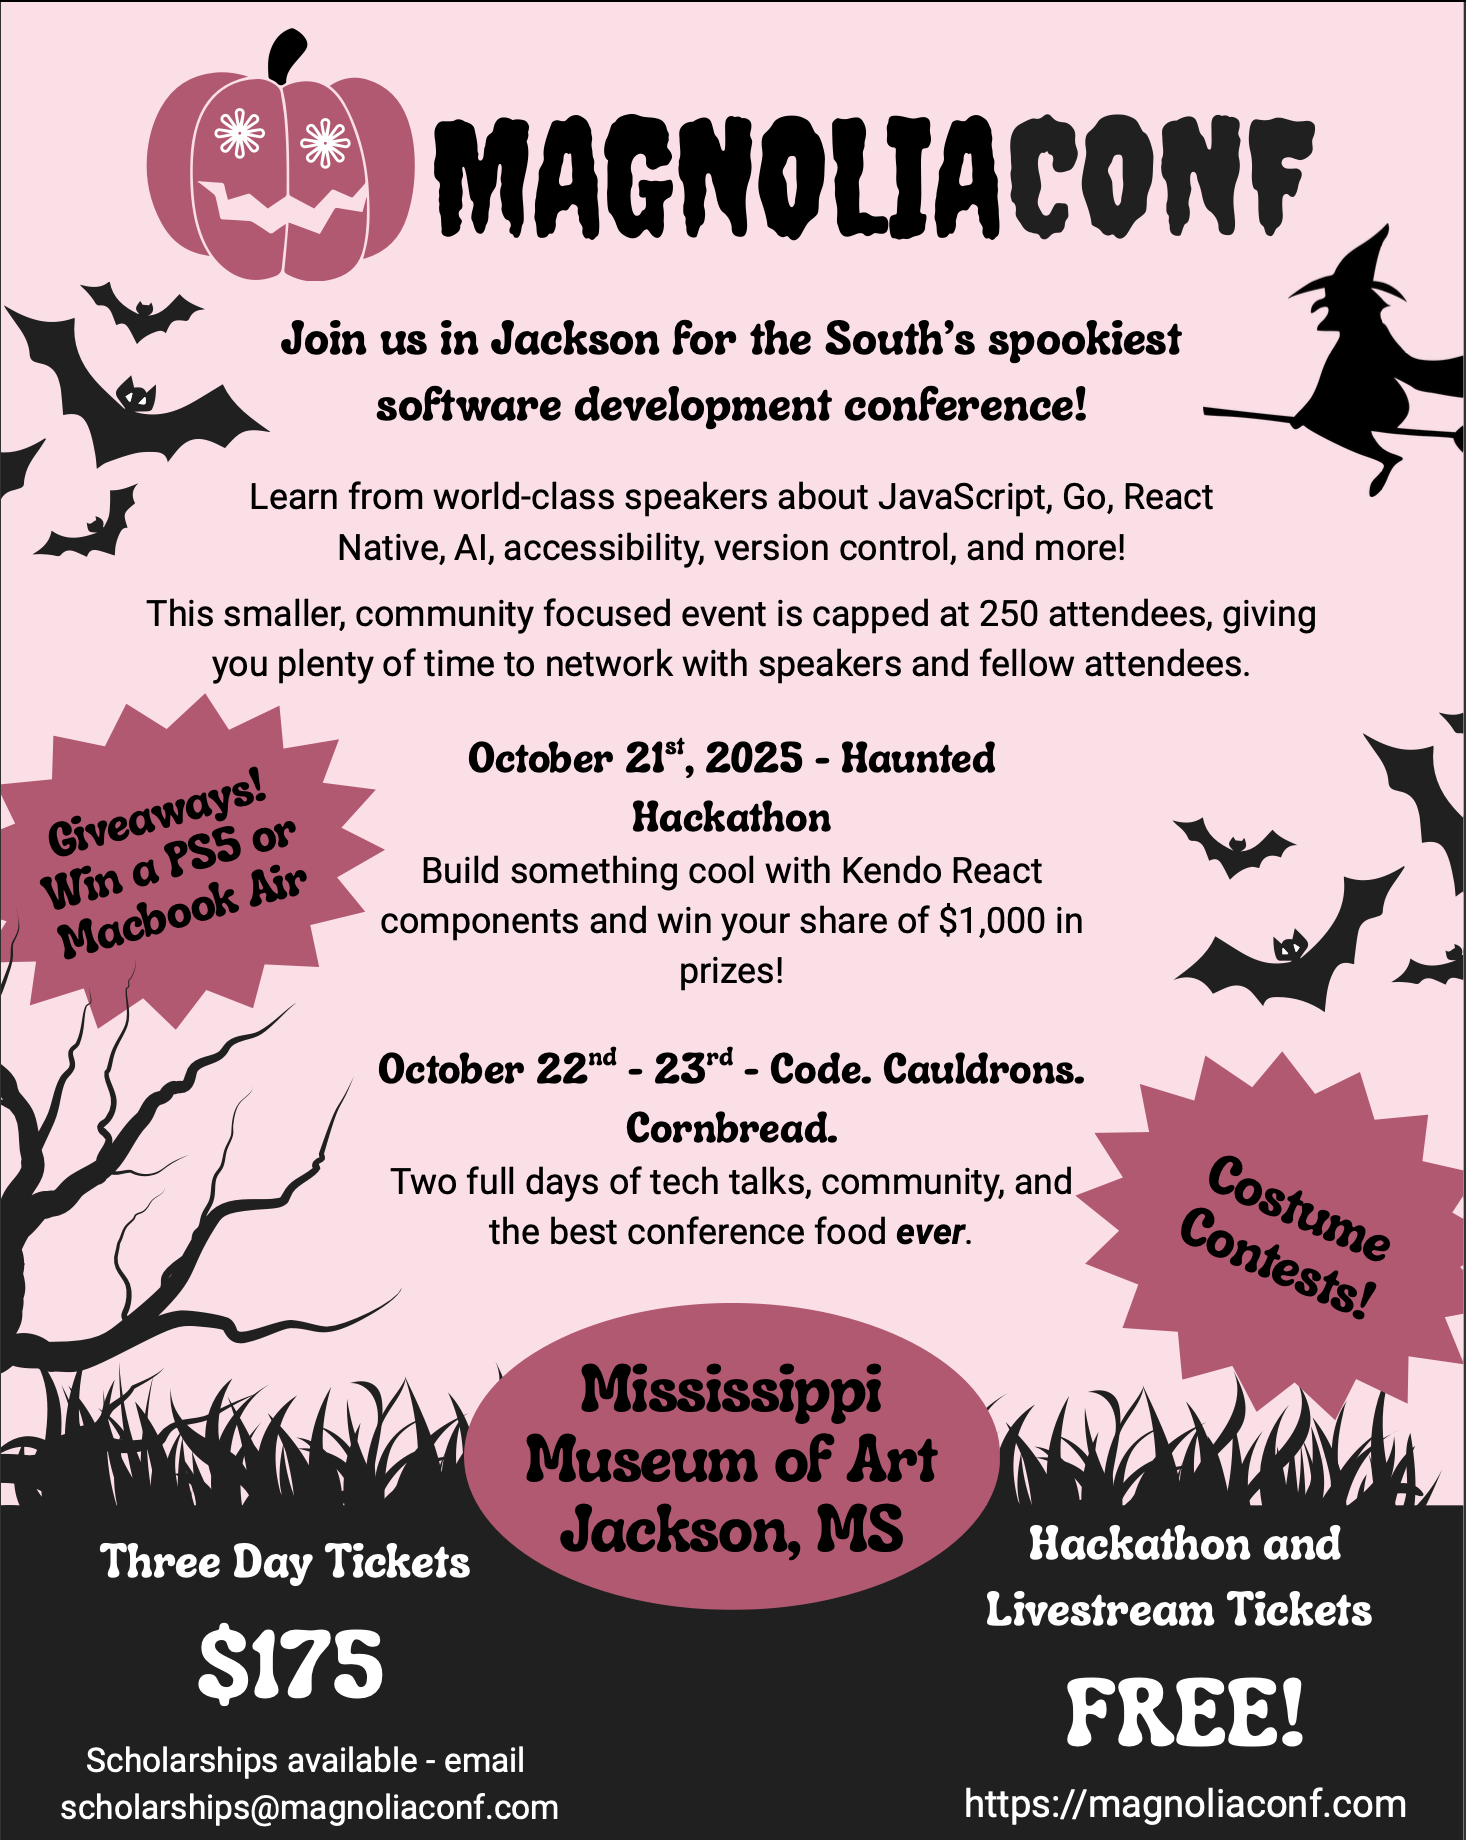 MAGNOLIACONF
Join us in Jackson for the South's spookiest
software development conference!
Learn from world-class speakers about JavaScript, Go, React
Native, AI, accessibility, version control, and more!
This smaller, community focused event is capped at 250 attendees, giving
you plenty of time to network with speakers and fellow attendees.
Giveaways!
Win a PS5 or
Macbook Air
October 21st, 2025 - Haunted
Hackathon
Build something cool with Kendo React
components and win your share of $1,000 in
prizes!
October 22nd - 23rd - Code. Cauldrons.
Cornbread.
Two full days of tech talks, community, and
the best conference food ever.
Costume
Contests!
Mississippi
Museum of Art
Jackson, MS
Three Day Tickets
$175
Scholarships available - email
scholarships@magnoliaconf.com
Hackathon and
Livestream Tickets
FREE!
https://magnoliaconf.com